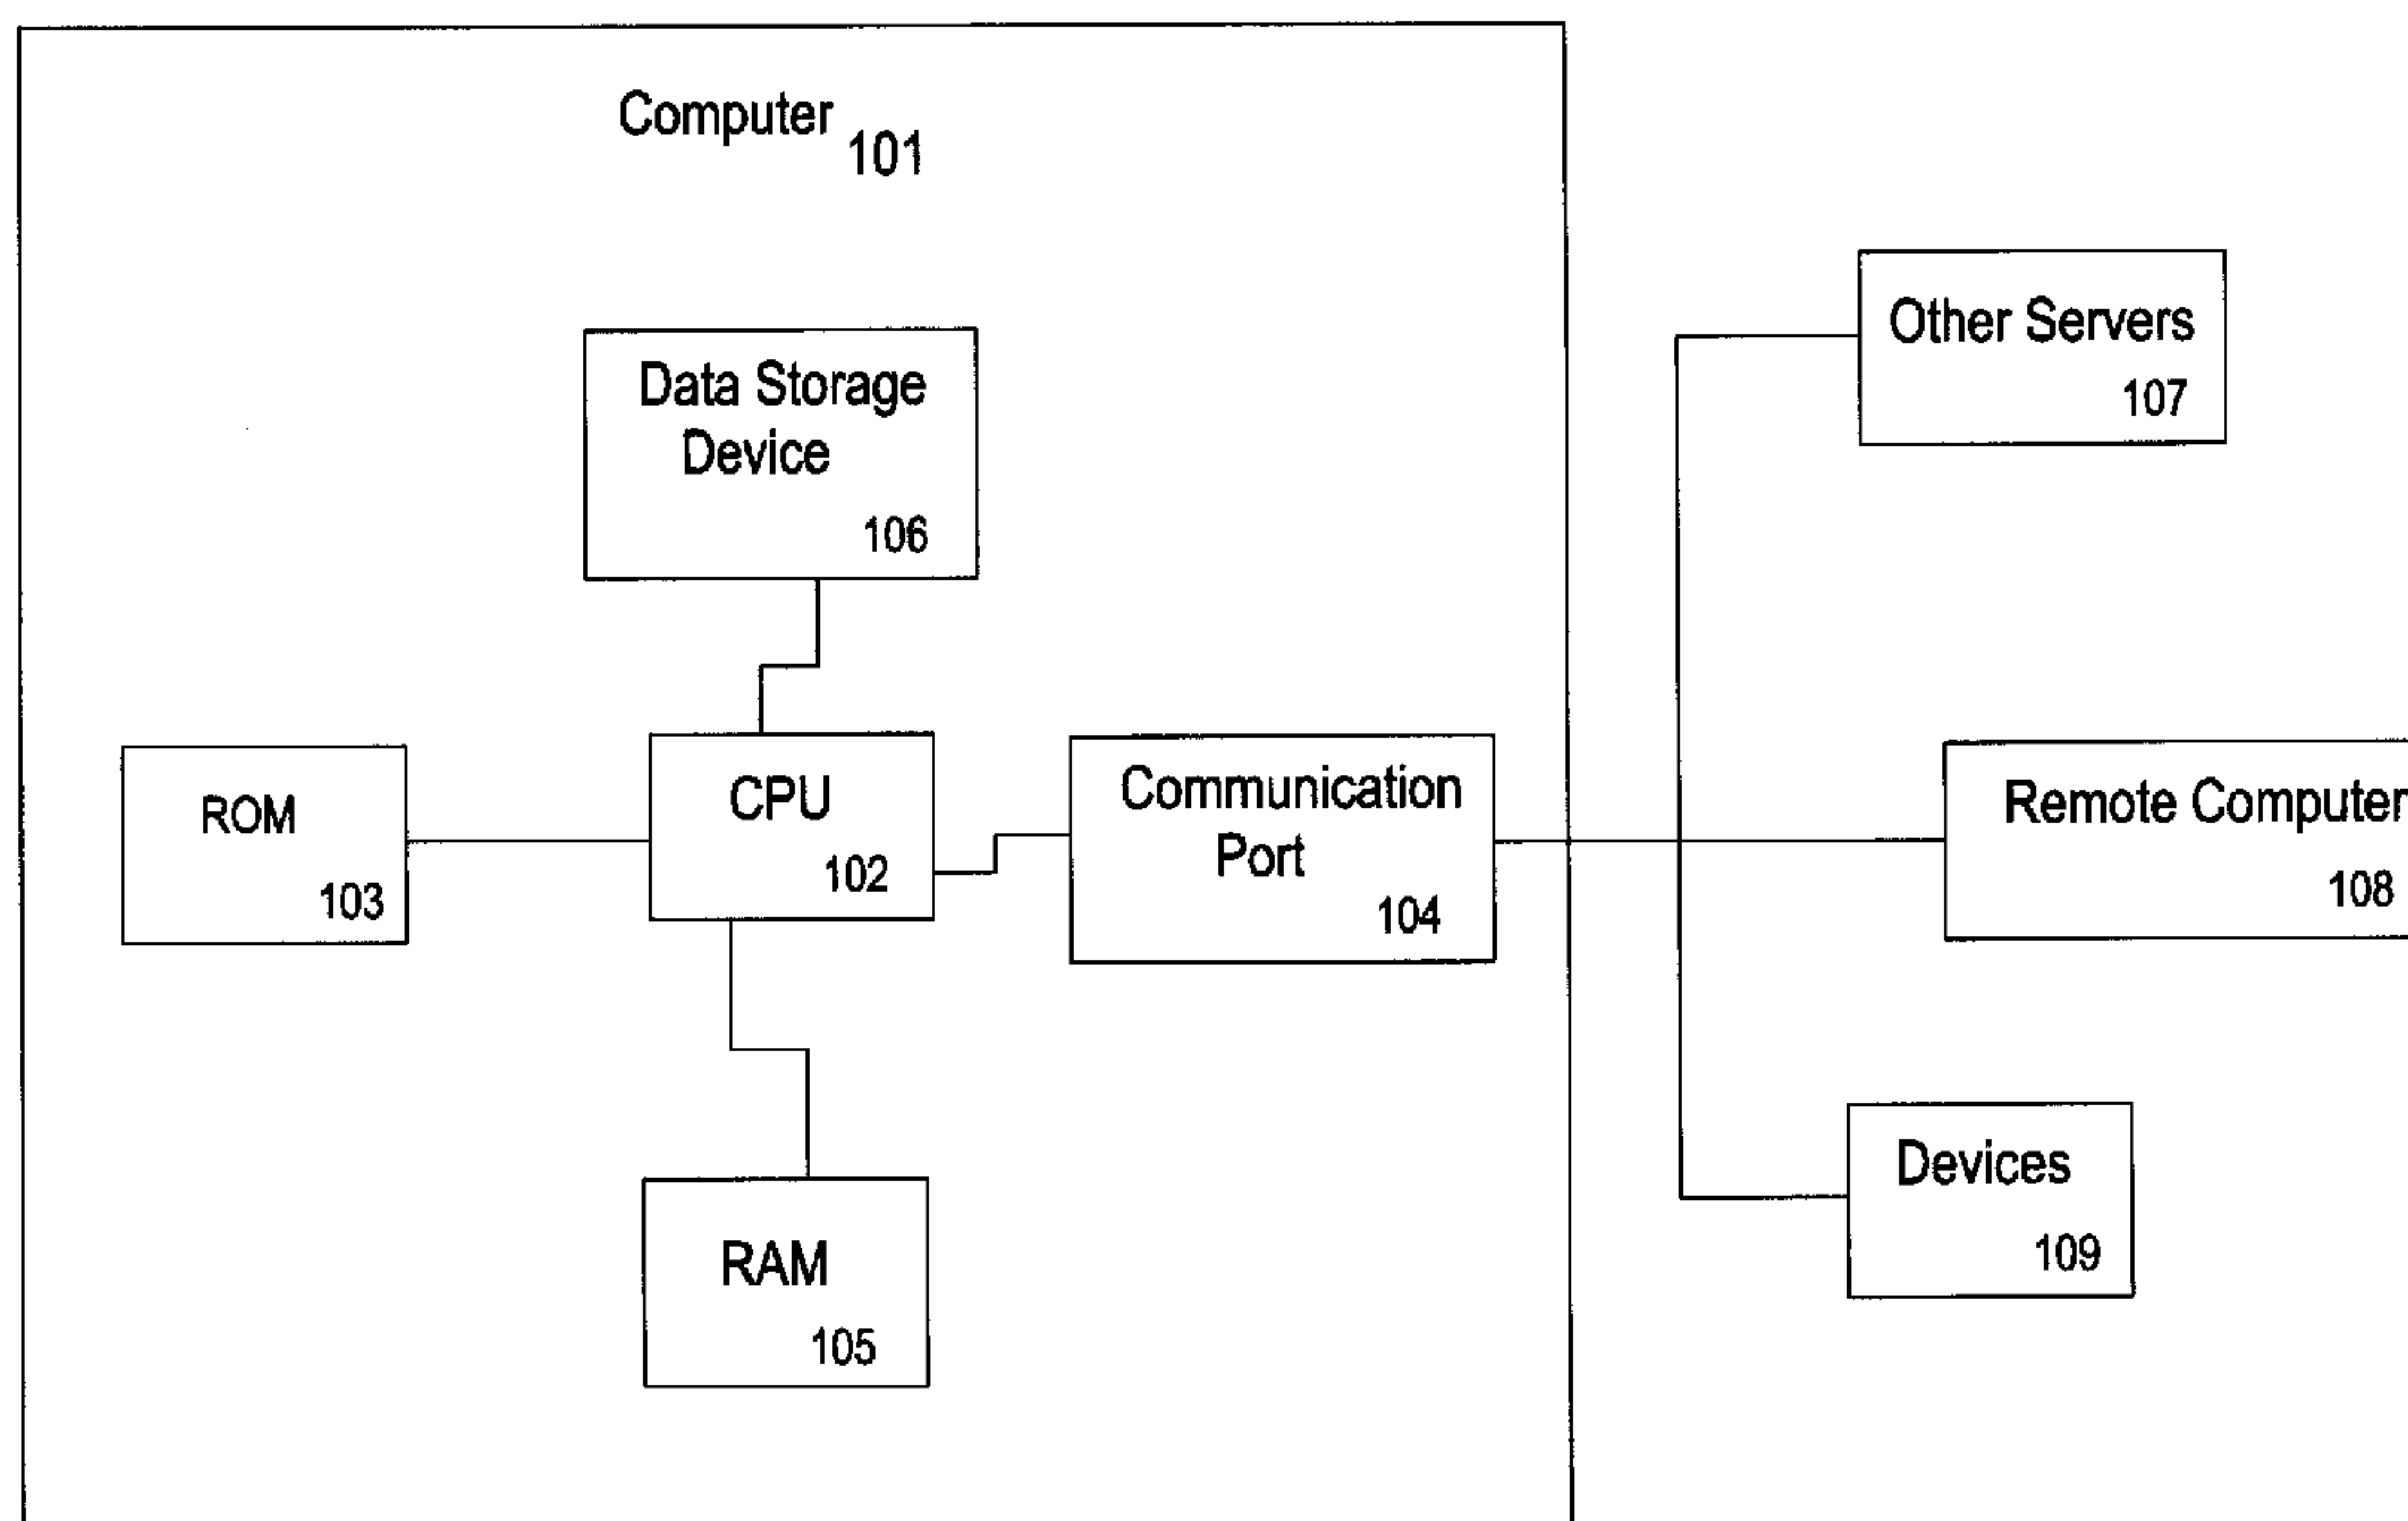 Computer
101
Data Storage
Device
106
Other Servers
107
ROM
103
CPU
102
Communication
Port
104
Remote Computer
108
RAM
105
Devices
109